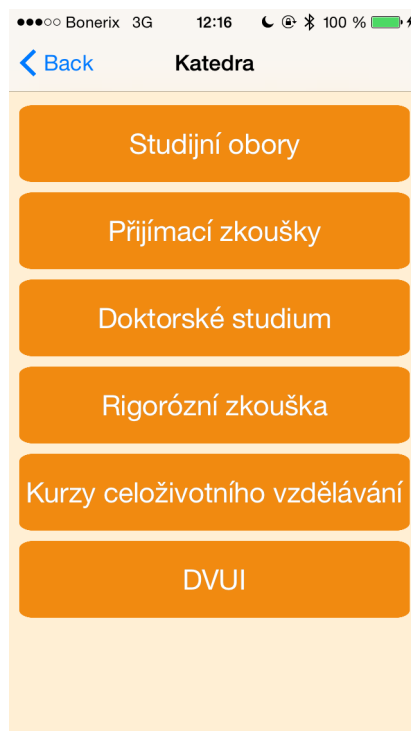 Bonerix 3G 12:16 100 %
Back Katedra
Studijní obory
Přijímací zkoušky
Doktorské studium
Rigorózní zkouška
Kurzy celoživotního vzdělávání
DVUI